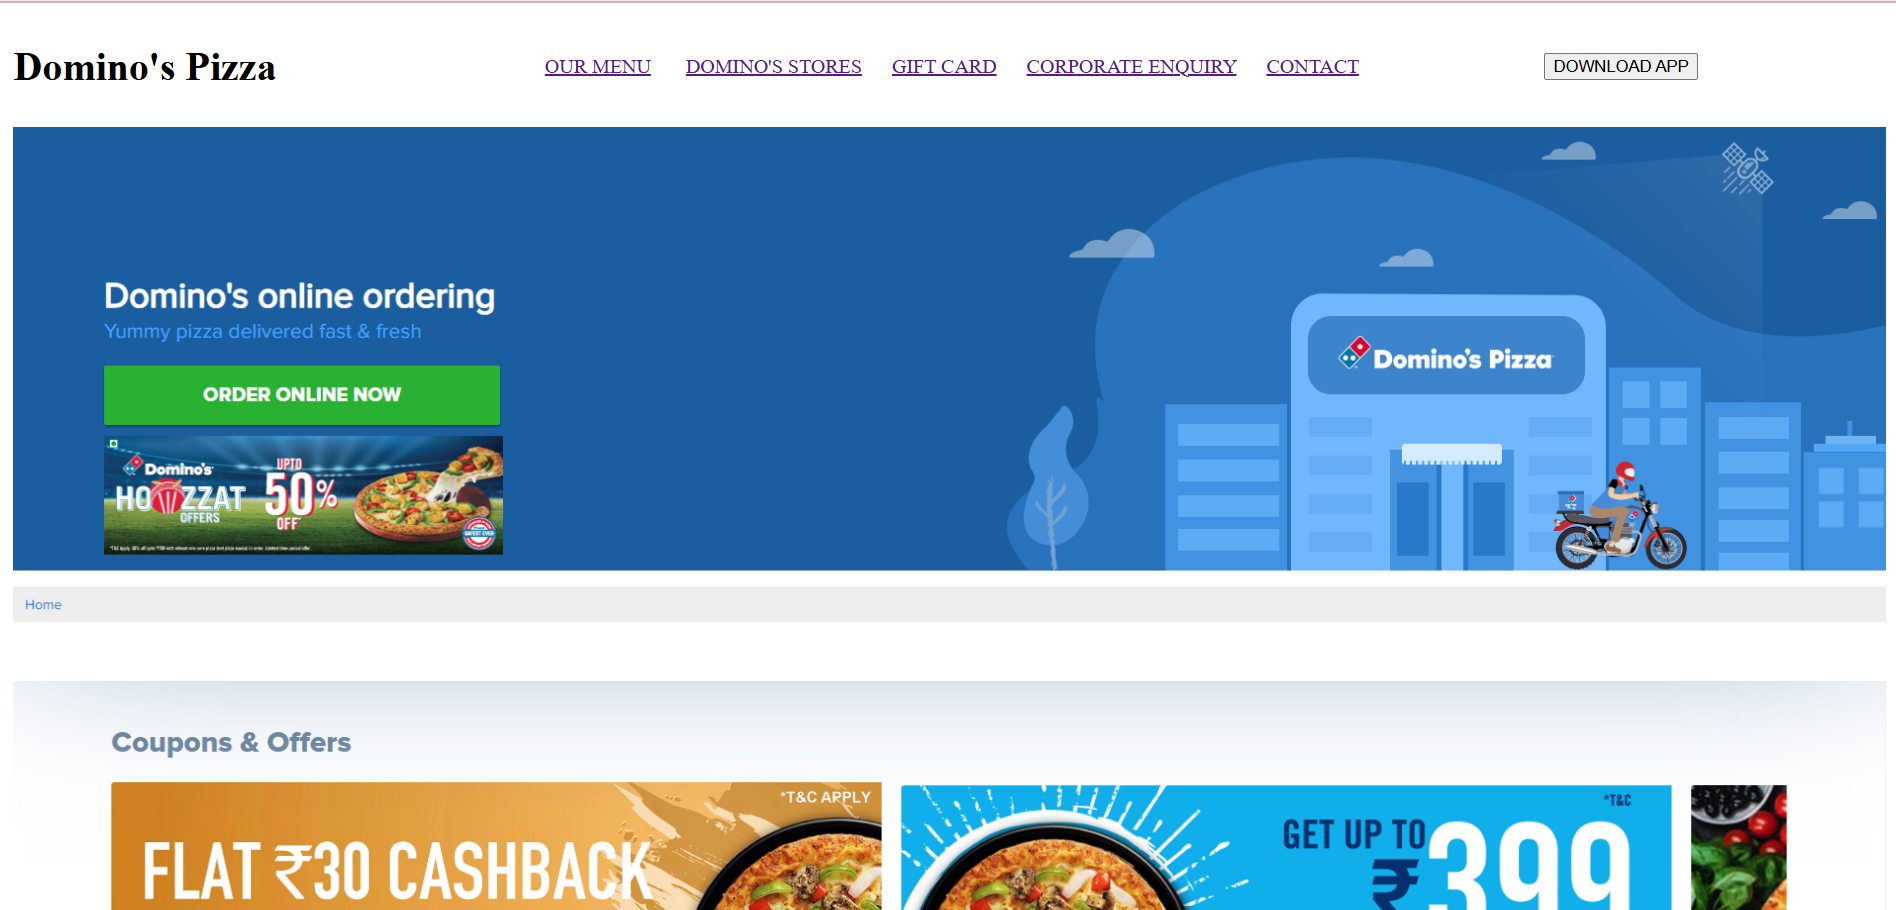 Domino's Pizza
OUR MENU DOMINO'S STORES GIFT CARD CORPORATE ENQUIRY CONTACT
DOWNLOAD APP
Domino's online ordering
Yummy pizza delivered fast & fresh
ORDER ONLINE NOW
Domino's
HOWZZAT
OFFERS
UPTO
50%
OFF*
SAFEST EVER
Domino's Pizza
Home
Coupons & Offers
*T&C APPLY
FLAT ₹30 CASHBACK
*T&C
GET UP TO
₹399